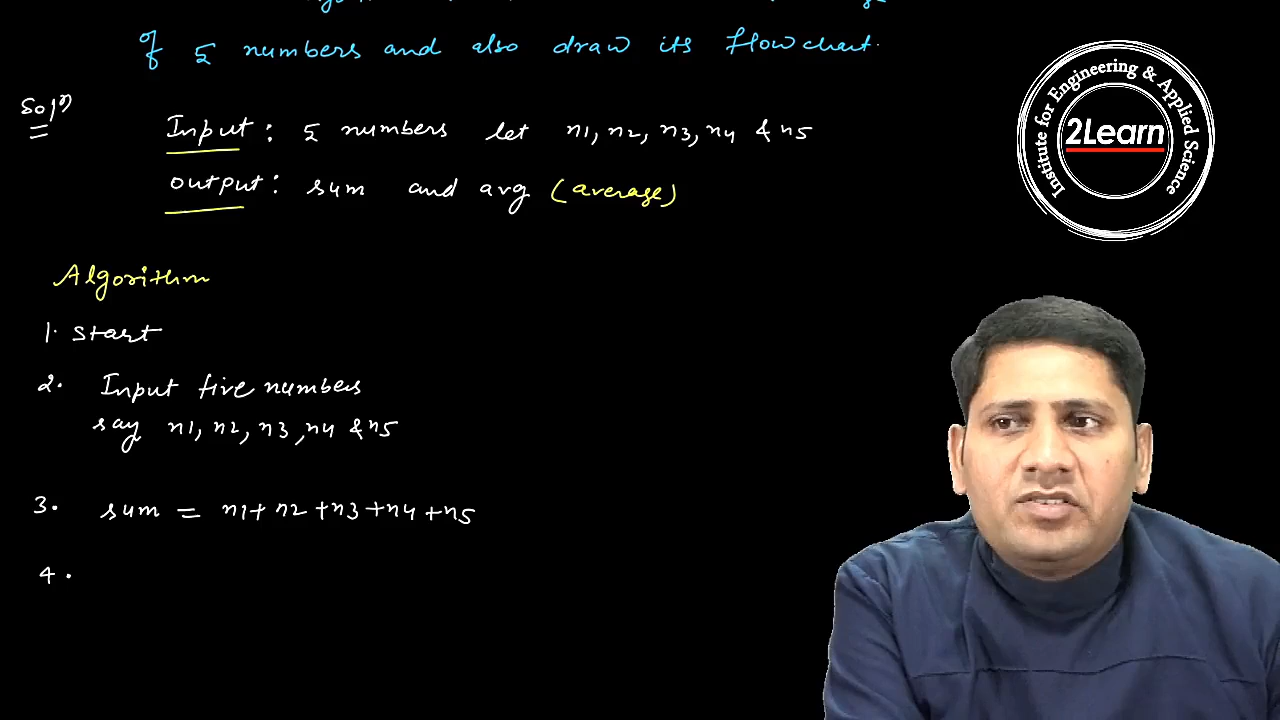 of 5 numbers and also draw its flowchart.
Solⁿ
Input: 5 numbers let n1, n2, n3, n4 & n5
output: sum and avg (average)
Algorithm
1. Start
2. Input five numbers
say n1, n2, n3, n4 & n5
3. sum = n1+ n2 +n3 +n4 +n5
4.
Institute for Engineering & Applied Science
2Learn